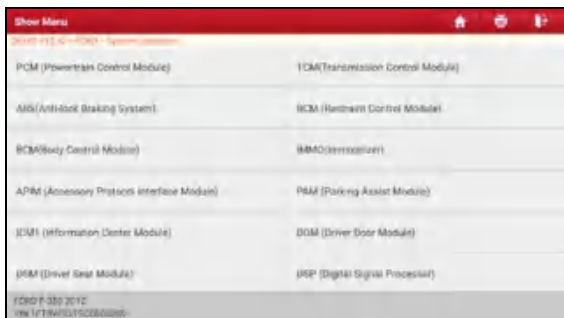 Show Menu
PCM (Powertrain Control Module)
TCM(Transmission Control Module)
ABS(Anti-lock Braking System)
RCM (Restraint Control Module)
BCM(Body Control Module)
IMMO(Immobilizer)
APIM (Accessory Protocol Interface Module)
PAM (Parking Assist Module)
ICM1 (Information Center Module)
DDM (Driver Door Module)
DSM (Driver Seat Module)
DSP (Digital Signal Processor)